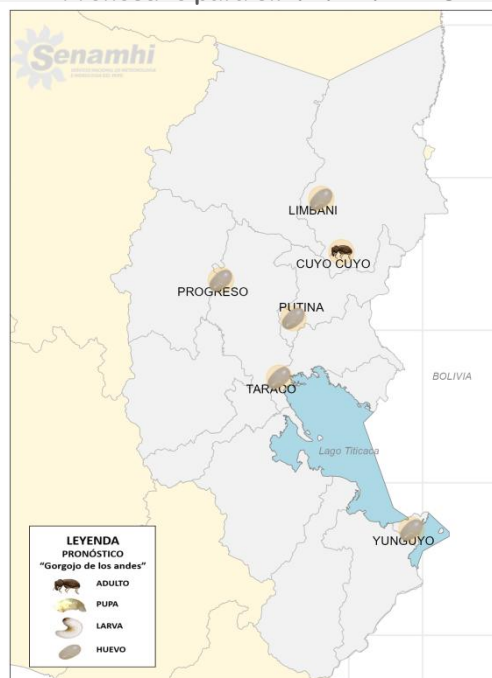 Senamhi
LIMBANI
CUYO CUYO
PROGRESO
PUTINA
TARACO
BOLIVIA
Lago Titicaca
YUNGUYO
LEYENDA
PRONÓSTICO
"Gorgojo de los andes"
ADULTO
PUPA
LARVA
HUEVO